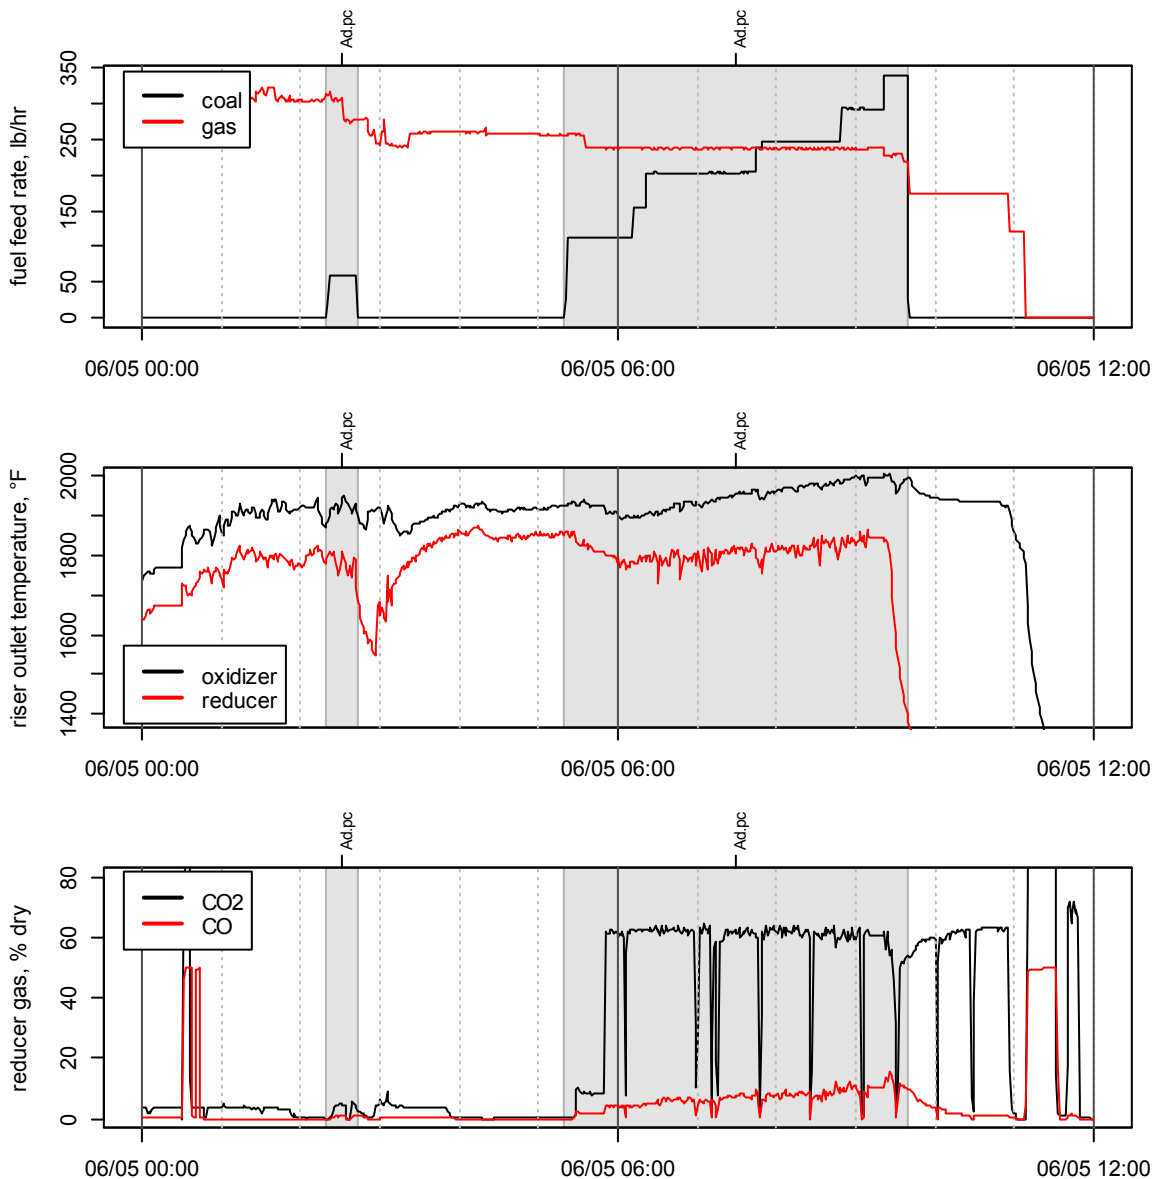 Ad.pc
Ad.pc
fuel feed rate, lb/hr
350
250
150
50
0
coal
gas
06/05 00:00
06/05 06:00
06/05 12:00
Ad.pc
Ad.pc
riser outlet temperature, °F
2000
1800
1600
1400
oxidizer
reducer
06/05 00:00
06/05 06:00
06/05 12:00
Ad.pc
Ad.pc
reducer gas, % dry
80
60
40
20
0
CO2
CO
06/05 00:00
06/05 06:00
06/05 12:00